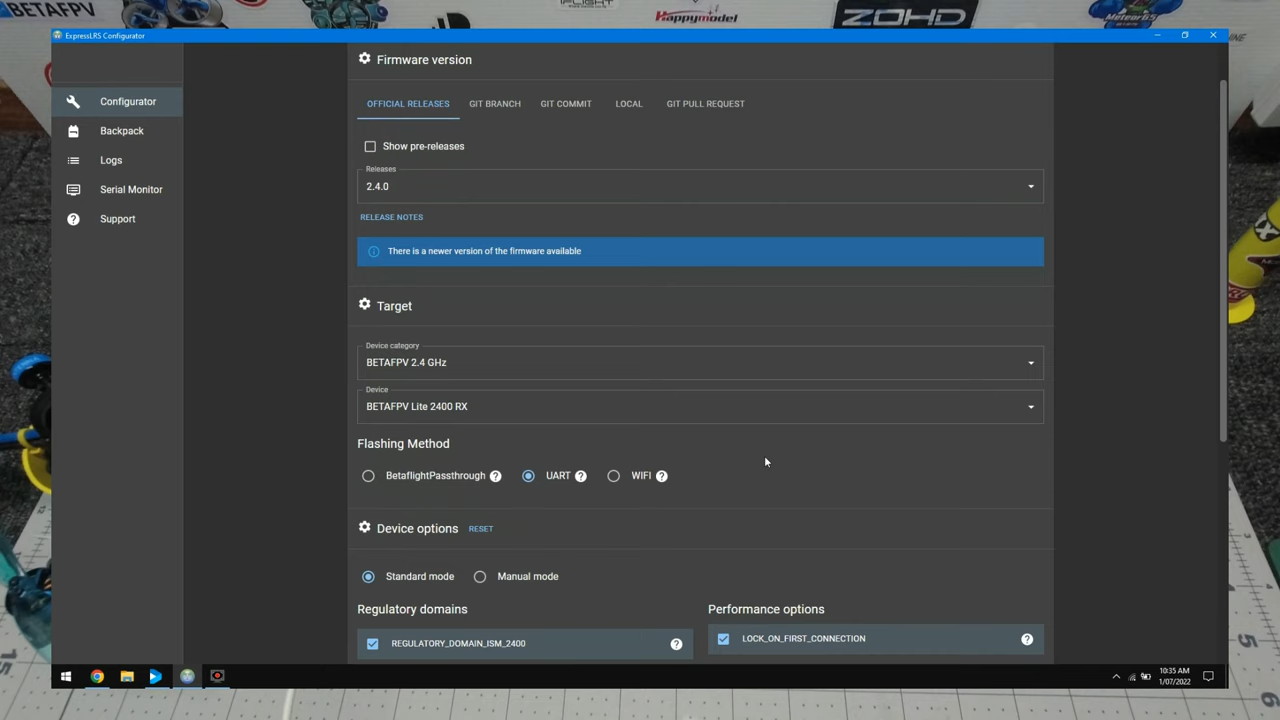 BETAFPV
iFLIGHT
Happymodel
ZOHD
ExpressLRS Configurator
Configurator
Backpack
Logs
Serial Monitor
Support
Firmware version
OFFICIAL RELEASES
GIT BRANCH
GIT COMMIT
LOCAL
GIT PULL REQUEST
Show pre-releases
Releases
2.4.0
RELEASE NOTES
There is a newer version of the firmware available
Target
Device category
BETAFPV 2.4 GHz
Device
BETAFPV Lite 2400 RX
Flashing Method
BetaflightPassthrough
UART
WIFI
Device options RESET
Standard mode
Manual mode
Regulatory domains
REGULATORY_DOMAIN_ISM_2400
Performance options
LOCK_ON_FIRST_CONNECTION
10:35 AM
1/07/2022
15
5
6